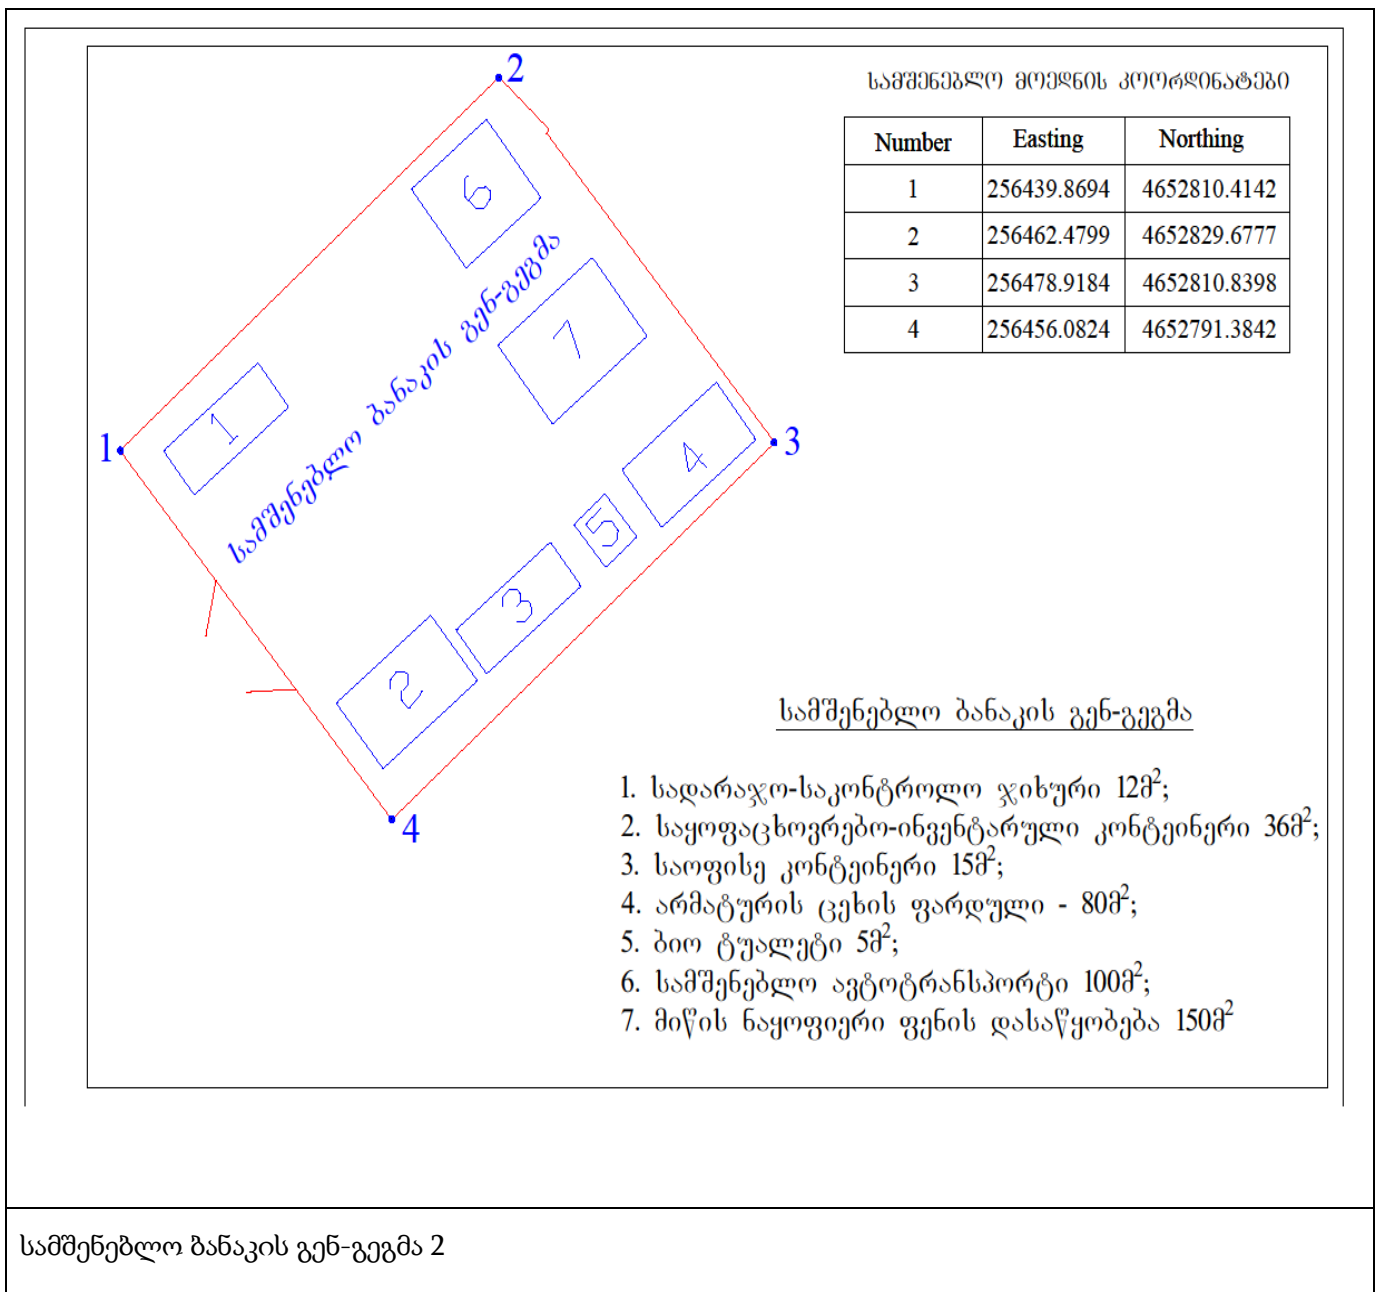 2
სამშენებლო მოედნის კოორდინატები
Number Easting Northing
1 256439.8694 4652810.4142
2 256462.4799 4652829.6777
3 256478.9184 4652810.8398
4 256456.0824 4652791.3842
6
7
სამშენებლო ბანაკის გენ-გეგმა
1
1
4
3
5
3
2
4
სამშენებლო ბანაკის გენ-გეგმა
1. სადარაჯო-საკონტროლო ჯიხური 12მ²;
2. საყოფაცხოვრებო-ინვენტარული კონტეინერი 36მ²;
3. საოფისე კონტეინერი 15მ²;
4. არმატურის ცეხის ფარდული - 80მ²;
5. ბიო ტუალეტი 5მ²;
6. სამშენებლო ავტოტრანსპორტი 100მ²;
7. მიწის ნაყოფიერი ფენის დასაწყობება 150მ²
სამშენებლო ბანაკის გენ-გეგმა 2